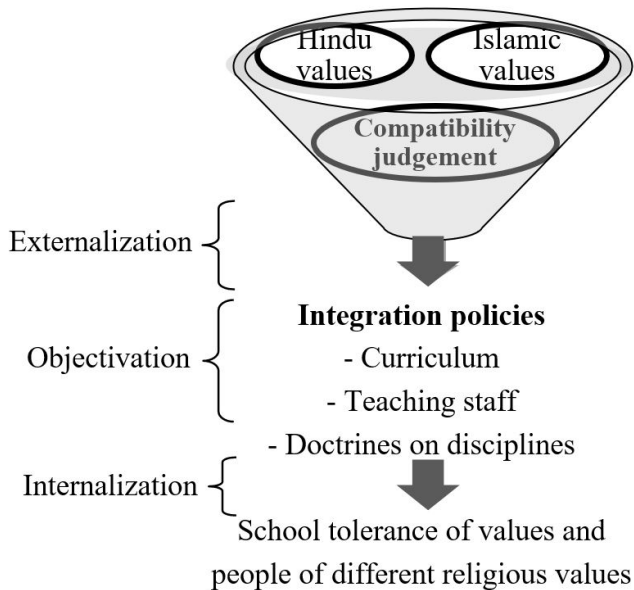 Hindu
values
Islamic
values
Compatibility
judgement
Externalization
Integration policies
Objectivation
- Curriculum
- Teaching staff
- Doctrines on disciplines
Internalization
School tolerance of values and
people of different religious values